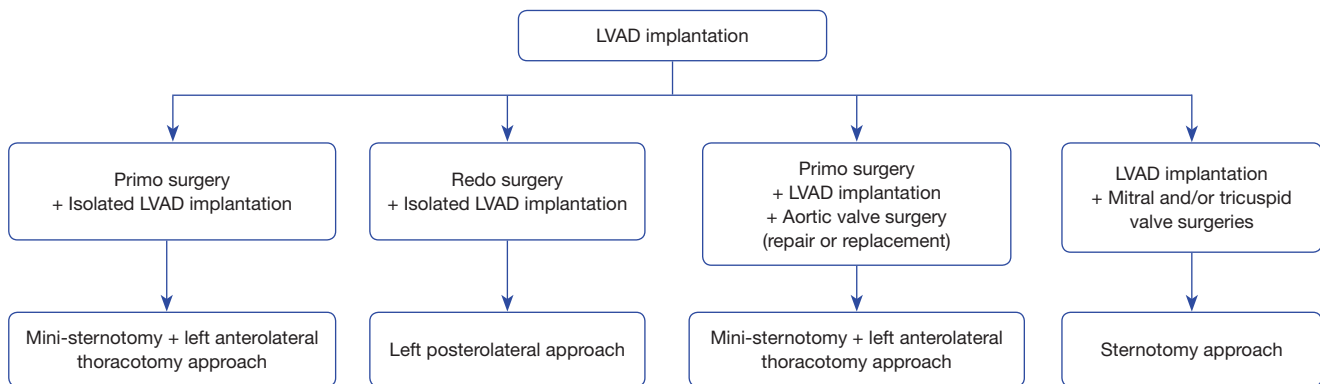 LVAD implantation
Primo surgery
+ Isolated LVAD implantation
Redo surgery
+ Isolated LVAD implantation
Primo surgery
+ LVAD implantation
+ Aortic valve surgery
(repair or replacement)
LVAD implantation
+ Mitral and/or tricuspid
valve surgeries
Mini-sternotomy + left anterolateral
thoracotomy approach
Left posterolateral approach
Mini-sternotomy + left anterolateral
thoracotomy approach
Sternotomy approach